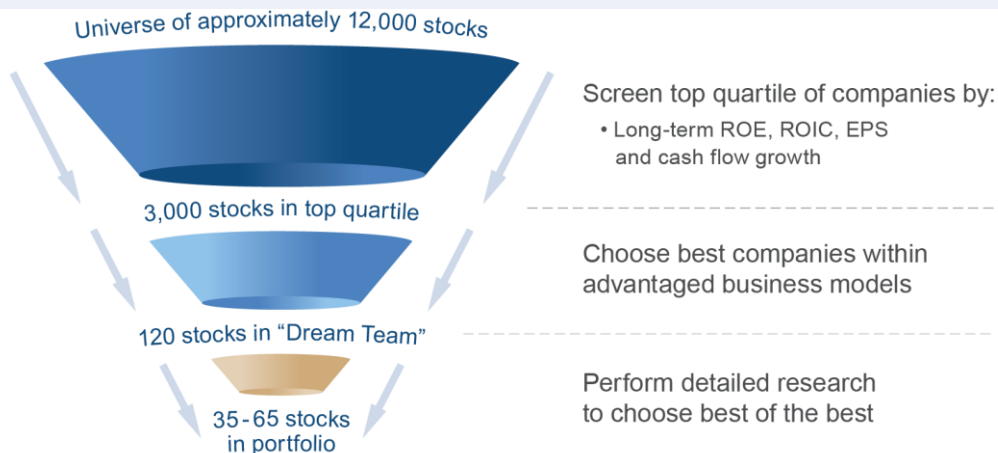 Universe of approximately 12,000 stocks
Screen top quartile of companies by:
• Long-term ROE, ROIC, EPS
and cash flow growth
3,000 stocks in top quartile
Choose best companies within
advantaged business models
120 stocks in “Dream Team”
Perform detailed research
to choose best of the best
35-65 stocks
in portfolio